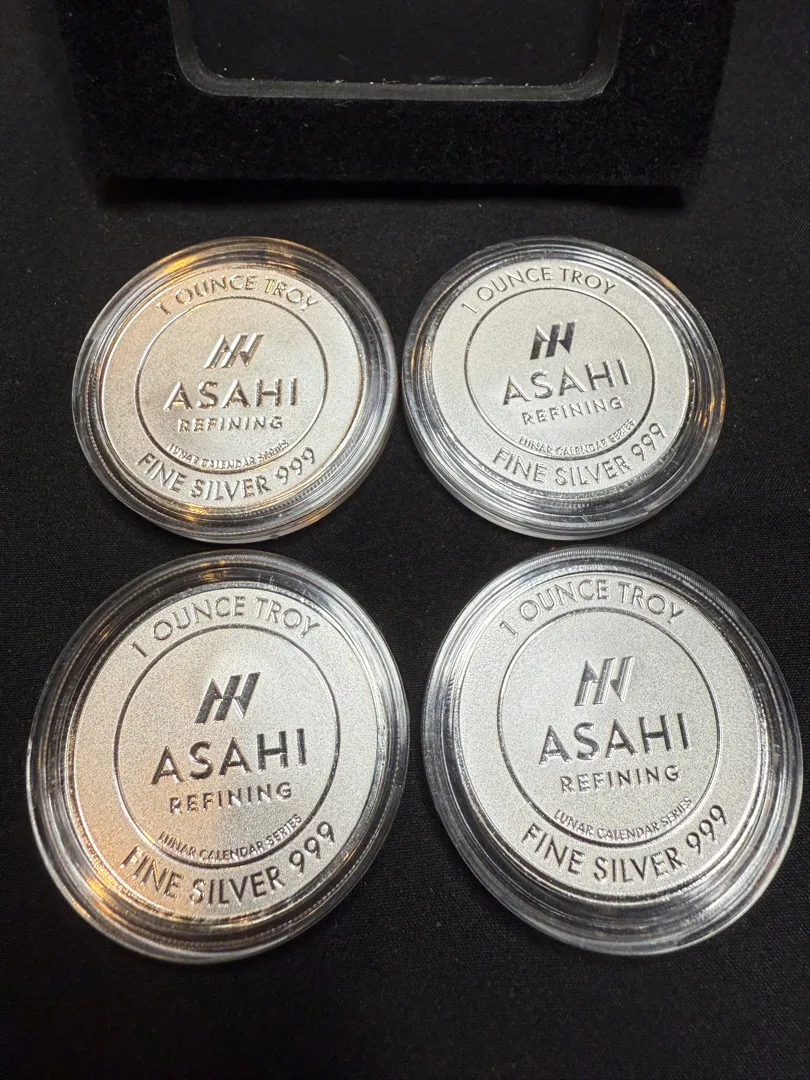 1 OUNCE TROY
ASAHI
REFINING
LUNAR CALENDAR SERIES
FINE SILVER 999
1 OUNCE TROY
ASAHI
REFINING
LUNAR CALENDAR SERIES
FINE SILVER 999
1 OUNCE TROY
ASAHI
REFINING
LUNAR CALENDAR SERIES
FINE SILVER 999
1 OUNCE TROY
ASAHI
REFINING
LUNAR CALENDAR SERIES
FINE SILVER 999